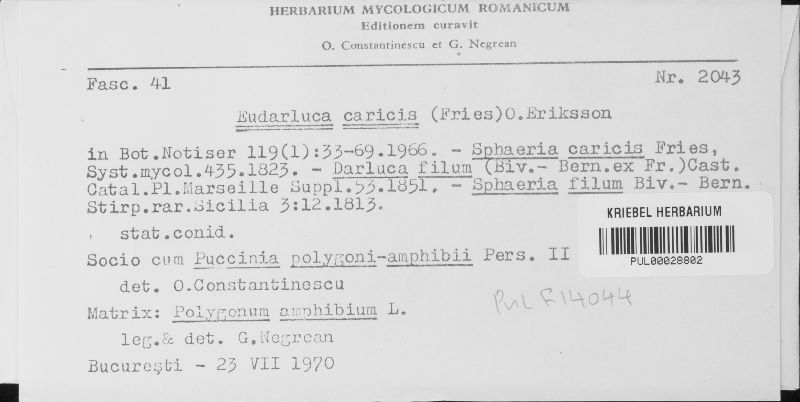 HERBARIUM MYCOLOGICUM ROMANICUM
Editionem curavit
O. Constantinescu et G. Negrean
Fasc. 41
Nr. 2043
Eudarluca caricis (Fries)O.Eriksson
in Bot.Notiser 119(1):33-69.1966. - Sphaeria caricis Fries,
Syst.mycol.435.1823. - Darluca filum (Biv.- Bern.ex Fr.)Cast.
Catal.Pl.Marseille Suppl.53.1851. - Sphaeria filum Biv.- Bern.
Stirp.rar.Sicilia 3:12.1813.
stat.conid.
Socio cum Puccinia polygoni-amphibii Pers. II
det. O.Constantinescu
Matrix: Polygonum amphibium L.
leg.& det. G.Negrean
Bucureşti - 23 VII 1970
KRIEBEL HERBARIUM
PUL00028802
PUL F14044